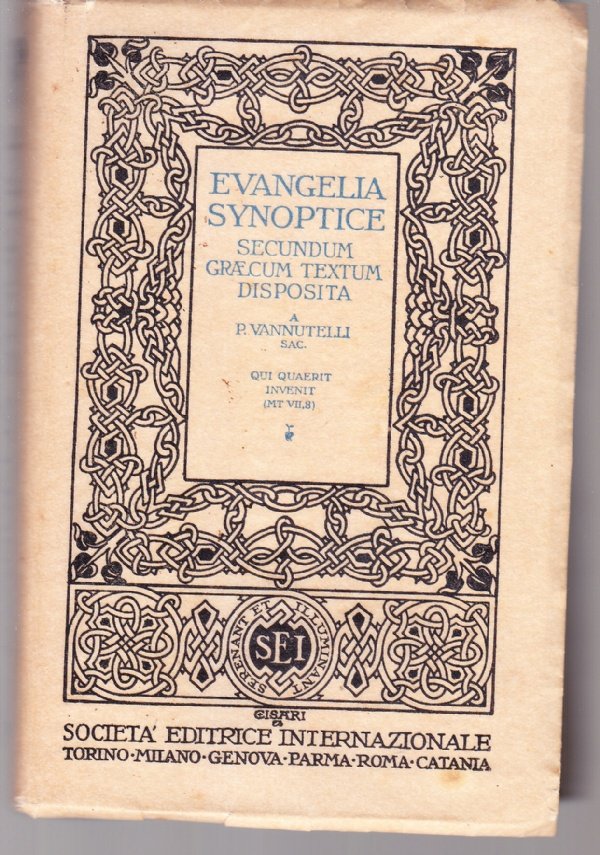 EVANGELIA
SYNOPTICE
SECUNDUM
GRÆCUM TEXTUM
DISPOSITA
A
P. VANNUTELLI
SAC.
QUI QUAERIT
INVENIT
(MT VII,8)
SERENANT ET ILLUMINANT
SEI
CISARI
SOCIETA' EDITRICE INTERNAZIONALE
TORINO·MILANO·GENOVA·PARMA·ROMA·CATANIA